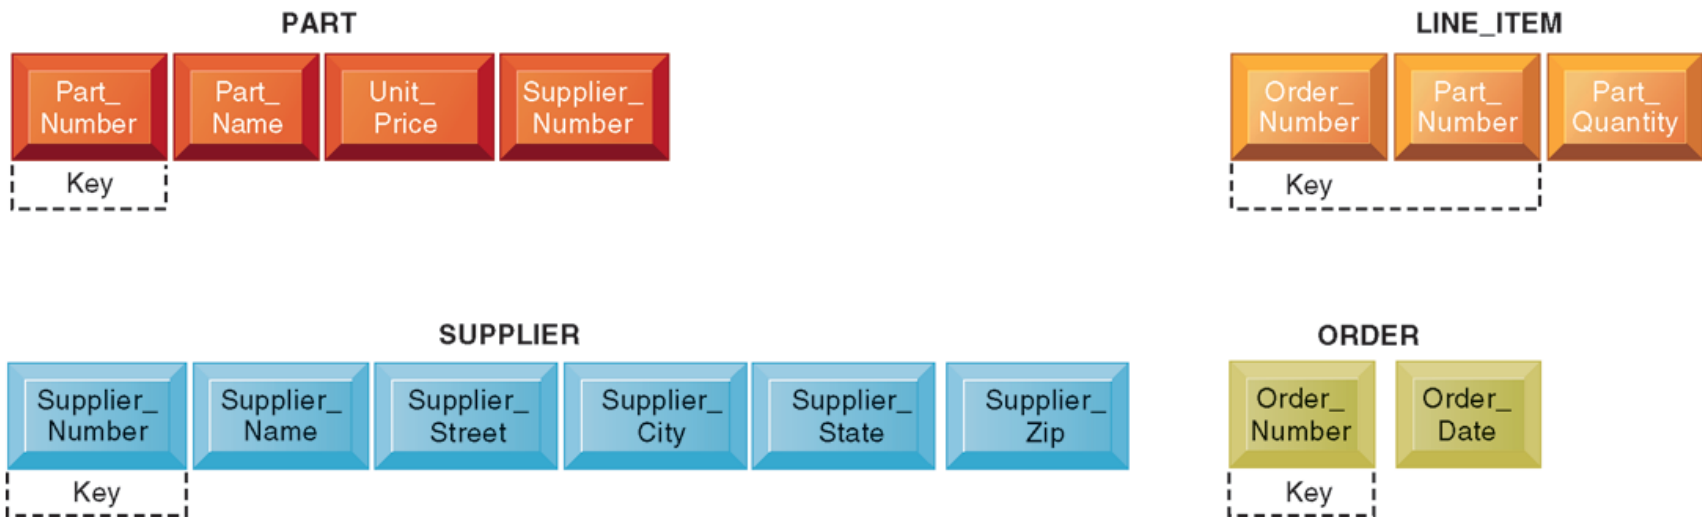 PART
Part_
Number
Part_
Name
Unit_
Price
Supplier_
Number
Key
LINE_ITEM
Order_
Number
Part_
Number
Part_
Quantity
Key
SUPPLIER
Supplier_
Number
Supplier_
Name
Supplier_
Street
Supplier_
City
Supplier_
State
Supplier_
Zip
Key
ORDER
Order_
Number
Order_
Date
Key